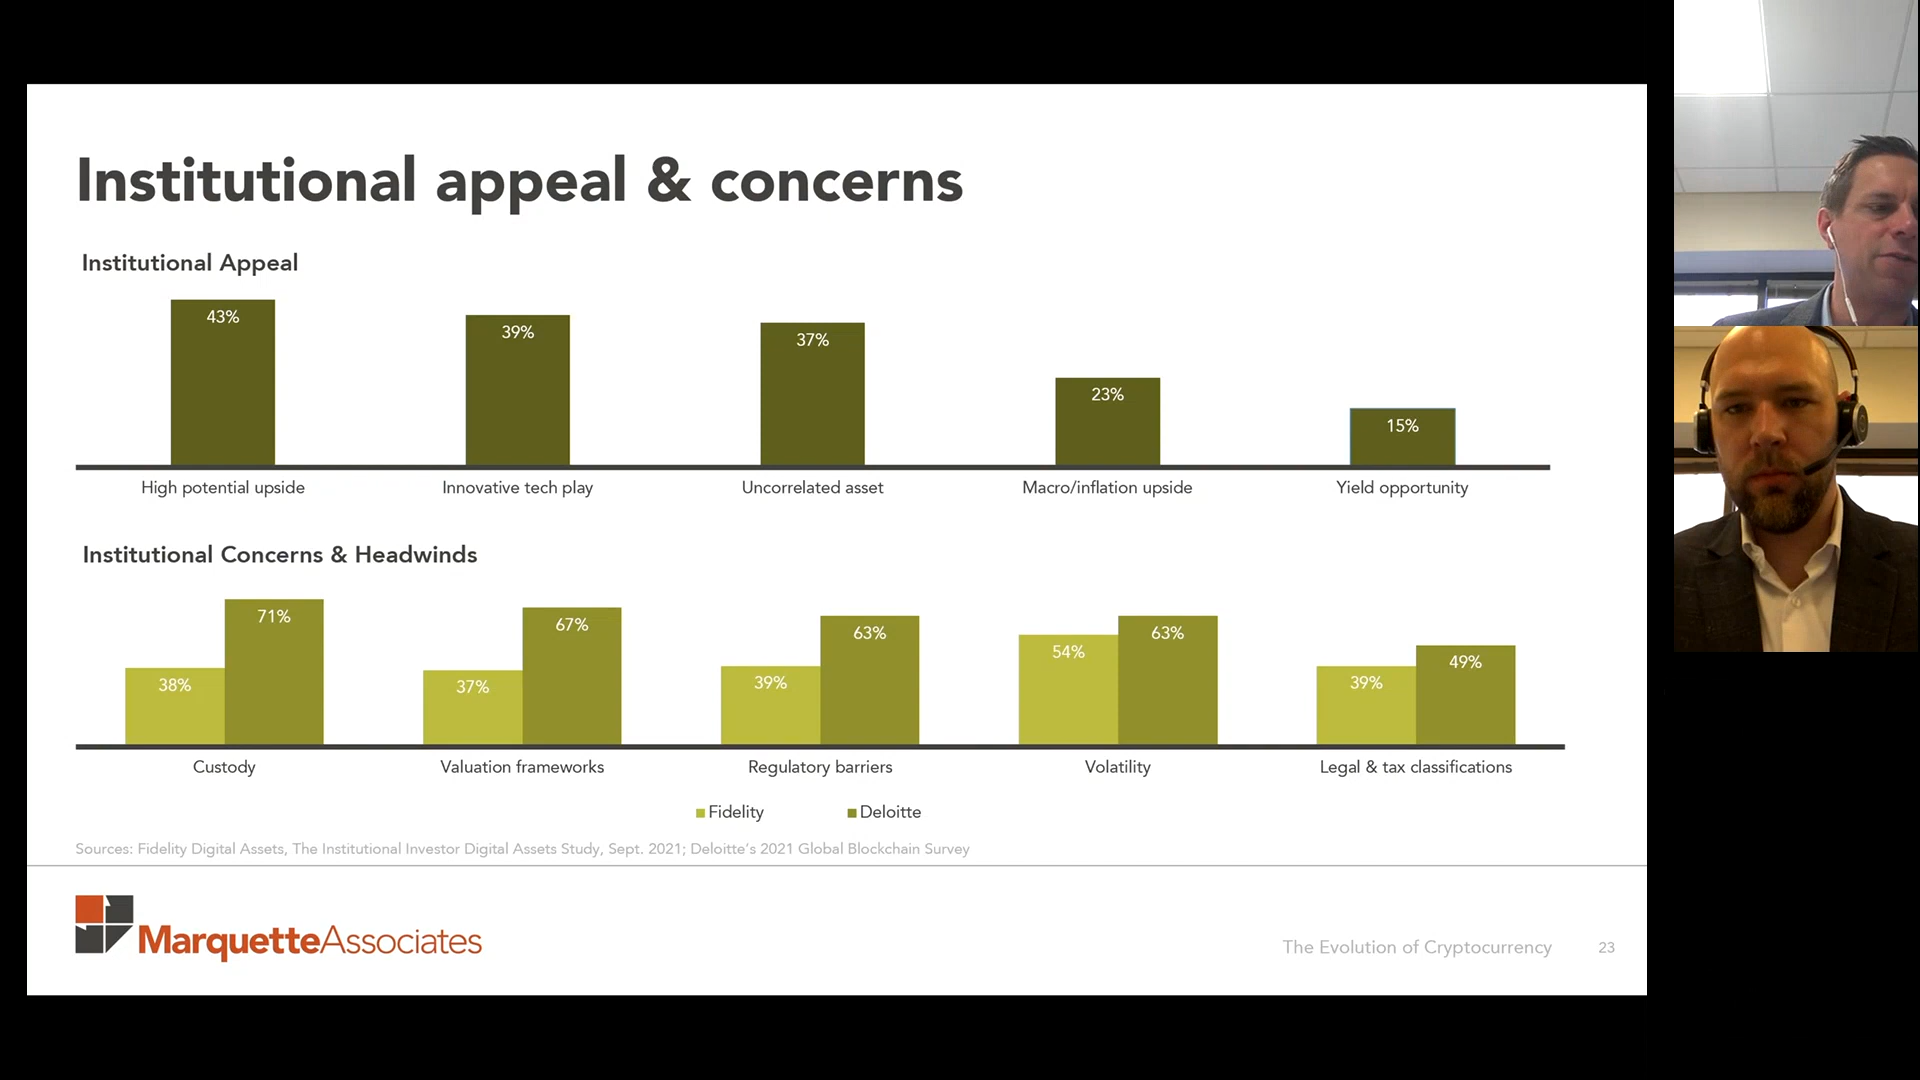 Institutional appeal & concerns
Institutional Appeal
43%
39%
37%
23%
15%
High potential upside
Innovative tech play
Uncorrelated asset
Macro/inflation upside
Yield opportunity
Institutional Concerns & Headwinds
38%
71%
37%
67%
39%
63%
54%
63%
39%
49%
Custody
Valuation frameworks
Regulatory barriers
Volatility
Legal & tax classifications
Fidelity
Deloitte
Sources: Fidelity Digital Assets, The Institutional Investor Digital Assets Study, Sept. 2021; Deloitte's 2021 Global Blockchain Survey
MarquetteAssociates
The Evolution of Cryptocurrency
23